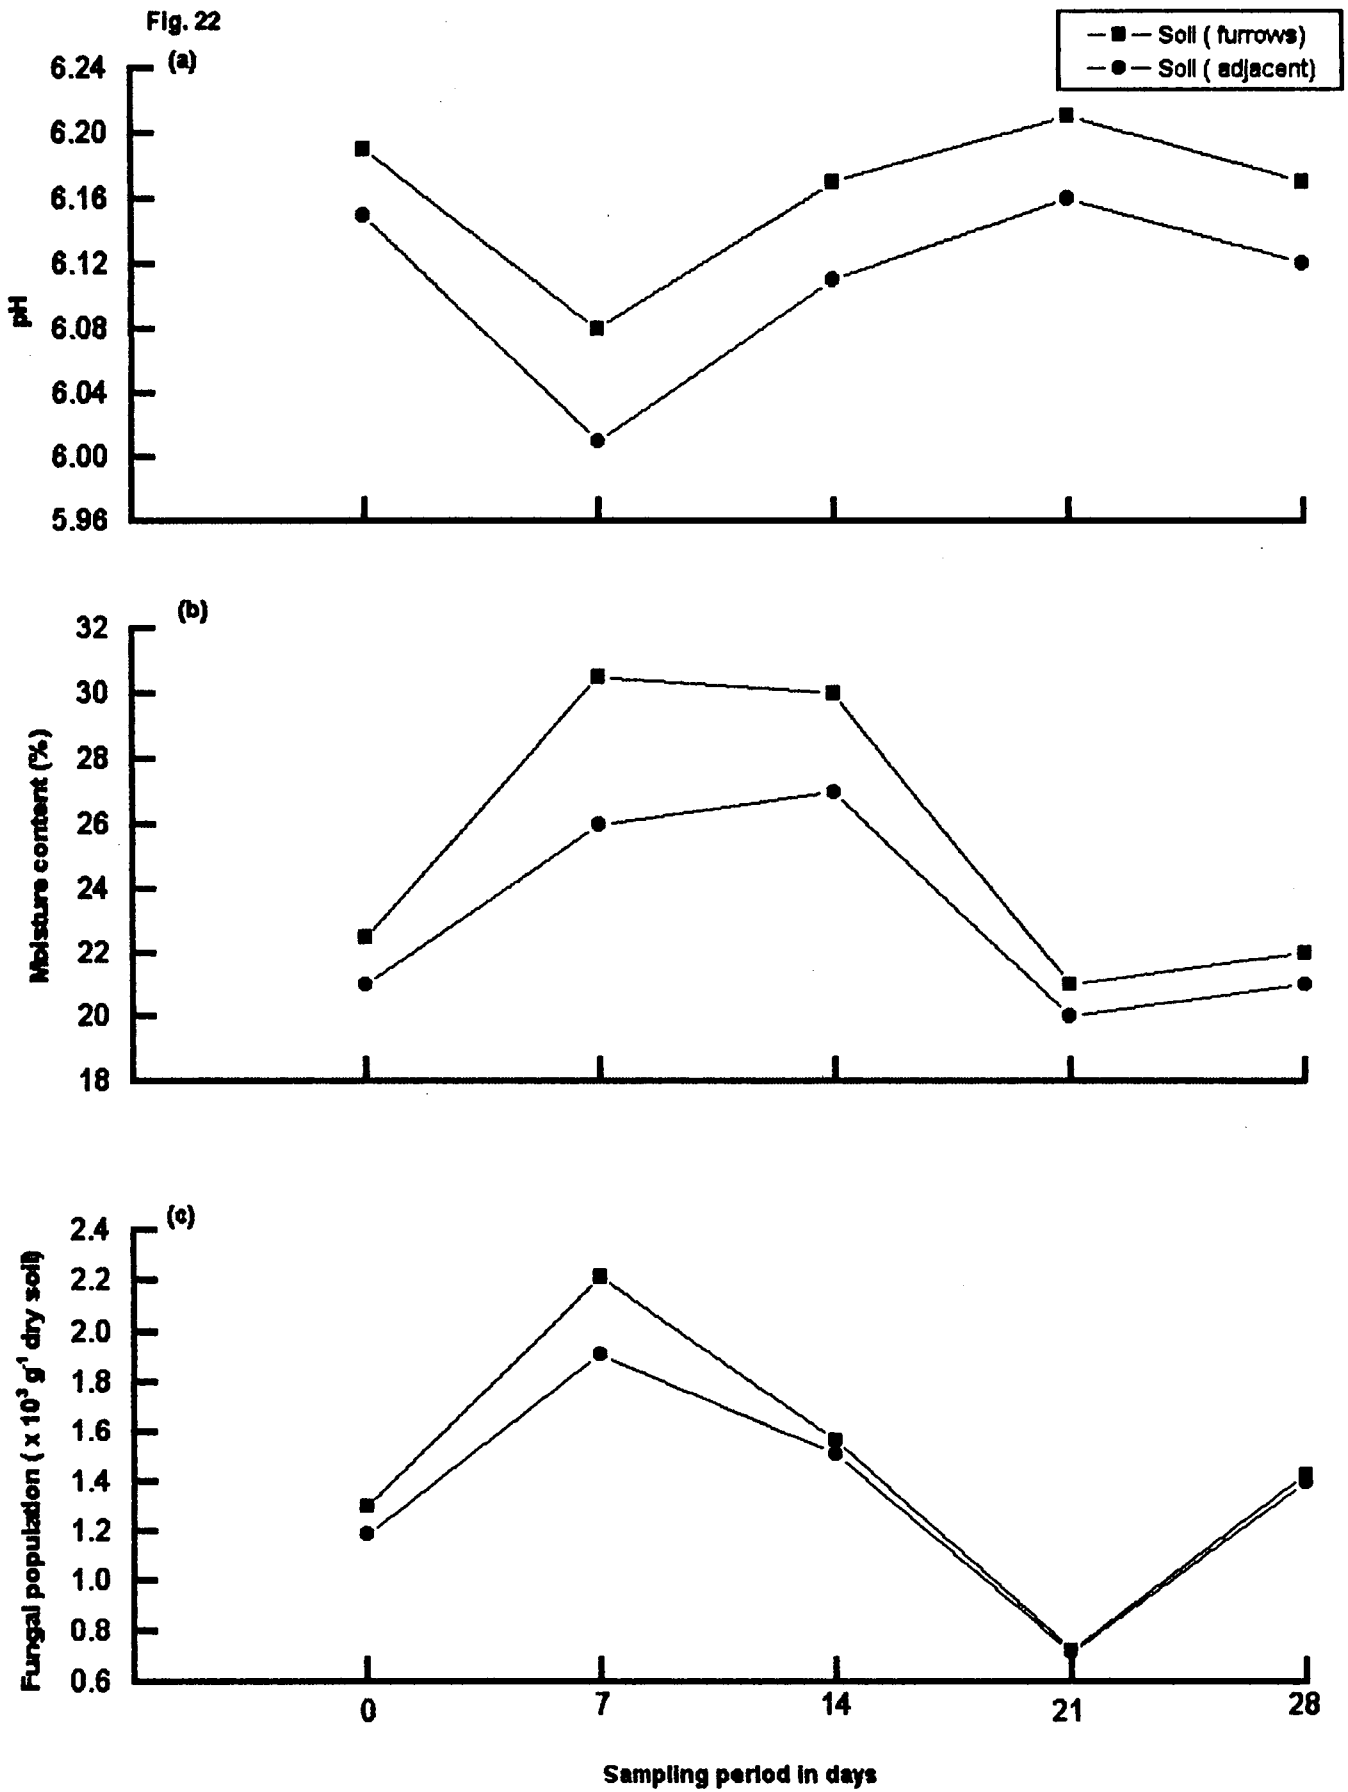 Fig. 22
Soil ( furrows)
Soil ( adjacent)
(a)
6.24
6.20
6.16
6.12
6.08
6.04
6.00
5.96
pH
(b)
32
30
28
26
24
22
20
18
Moisture content (%)
(c)
2.4
2.2
2.0
1.8
1.6
1.4
1.2
1.0
0.8
0.6
Fungal population ( x 10³ g⁻¹ dry soil)
0 7 14 21 28
Sampling period in days